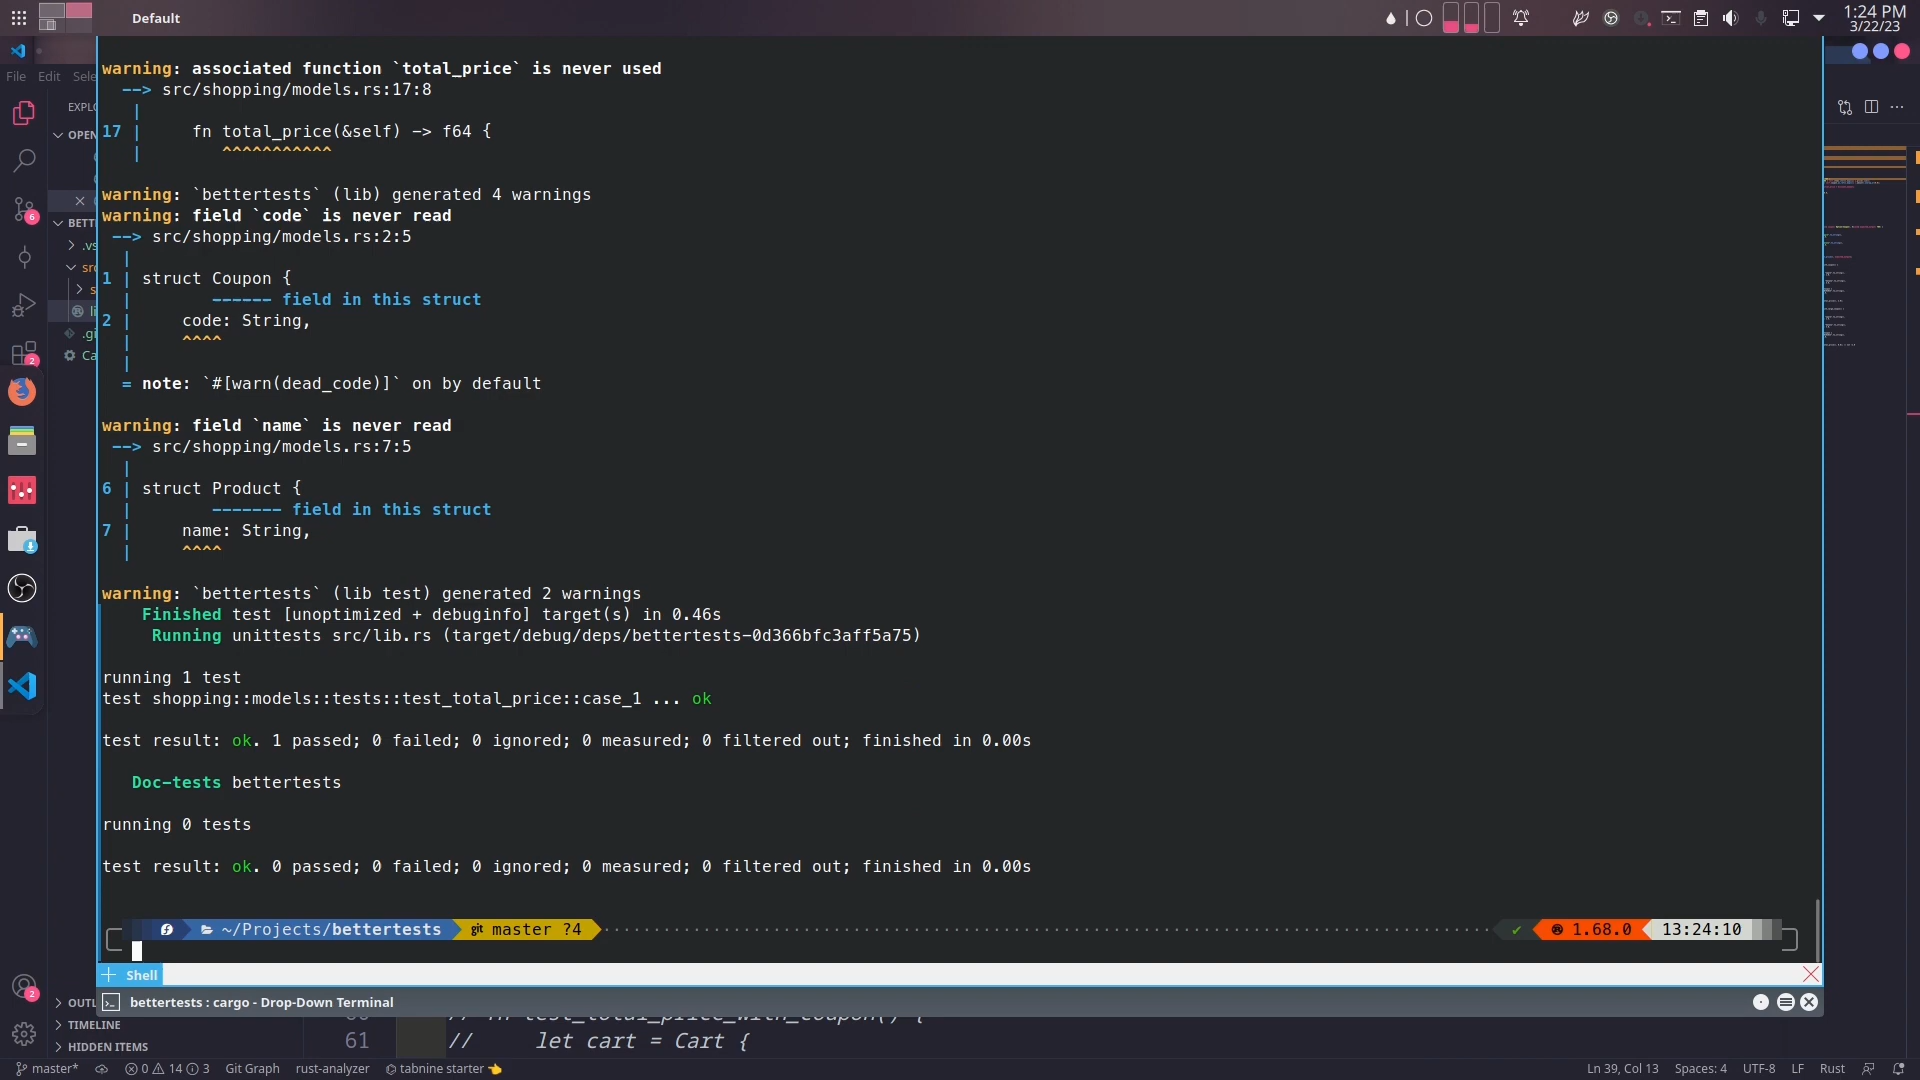 Default
1:24 PM
3/22/23
File Edit Sele
EXPLO
OPEN
BETT
.vs
src
s
li
.gi
Ca
6
2
2
warning: associated function `total_price` is never used
--> src/shopping/models.rs:17:8
|
17 | fn total_price(&self) -> f64 {
| ^^^^^^^^^^^
warning: `bettertests` (lib) generated 4 warnings
warning: field `code` is never read
--> src/shopping/models.rs:2:5
|
1 | struct Coupon {
| ------ field in this struct
2 | code: String,
| ^^^^
|
= note: `#[warn(dead_code)]` on by default
warning: field `name` is never read
--> src/shopping/models.rs:7:5
|
6 | struct Product {
| ------- field in this struct
7 | name: String,
| ^^^^
warning: `bettertests` (lib test) generated 2 warnings
Finished test [unoptimized + debuginfo] target(s) in 0.46s
Running unittests src/lib.rs (target/debug/deps/bettertests-0d366bfc3aff5a75)
running 1 test
test shopping::models::tests::test_total_price::case_1 ... ok
test result: ok. 1 passed; 0 failed; 0 ignored; 0 measured; 0 filtered out; finished in 0.00s
Doc-tests bettertests
running 0 tests
test result: ok. 0 passed; 0 failed; 0 ignored; 0 measured; 0 filtered out; finished in 0.00s
~/Projects/bettertests git master ?4 ✔ 1.68.0 13:24:10
Shell
bettertests : cargo - Drop-Down Terminal
OUTL
TIMELINE
HIDDEN ITEMS
// fn test_total_price_with_coupon() {
61 // let cart = Cart {
master* 0 14 3 Git Graph rust-analyzer tabnine starter Ln 39, Col 13 Spaces: 4 UTF-8 LF Rust